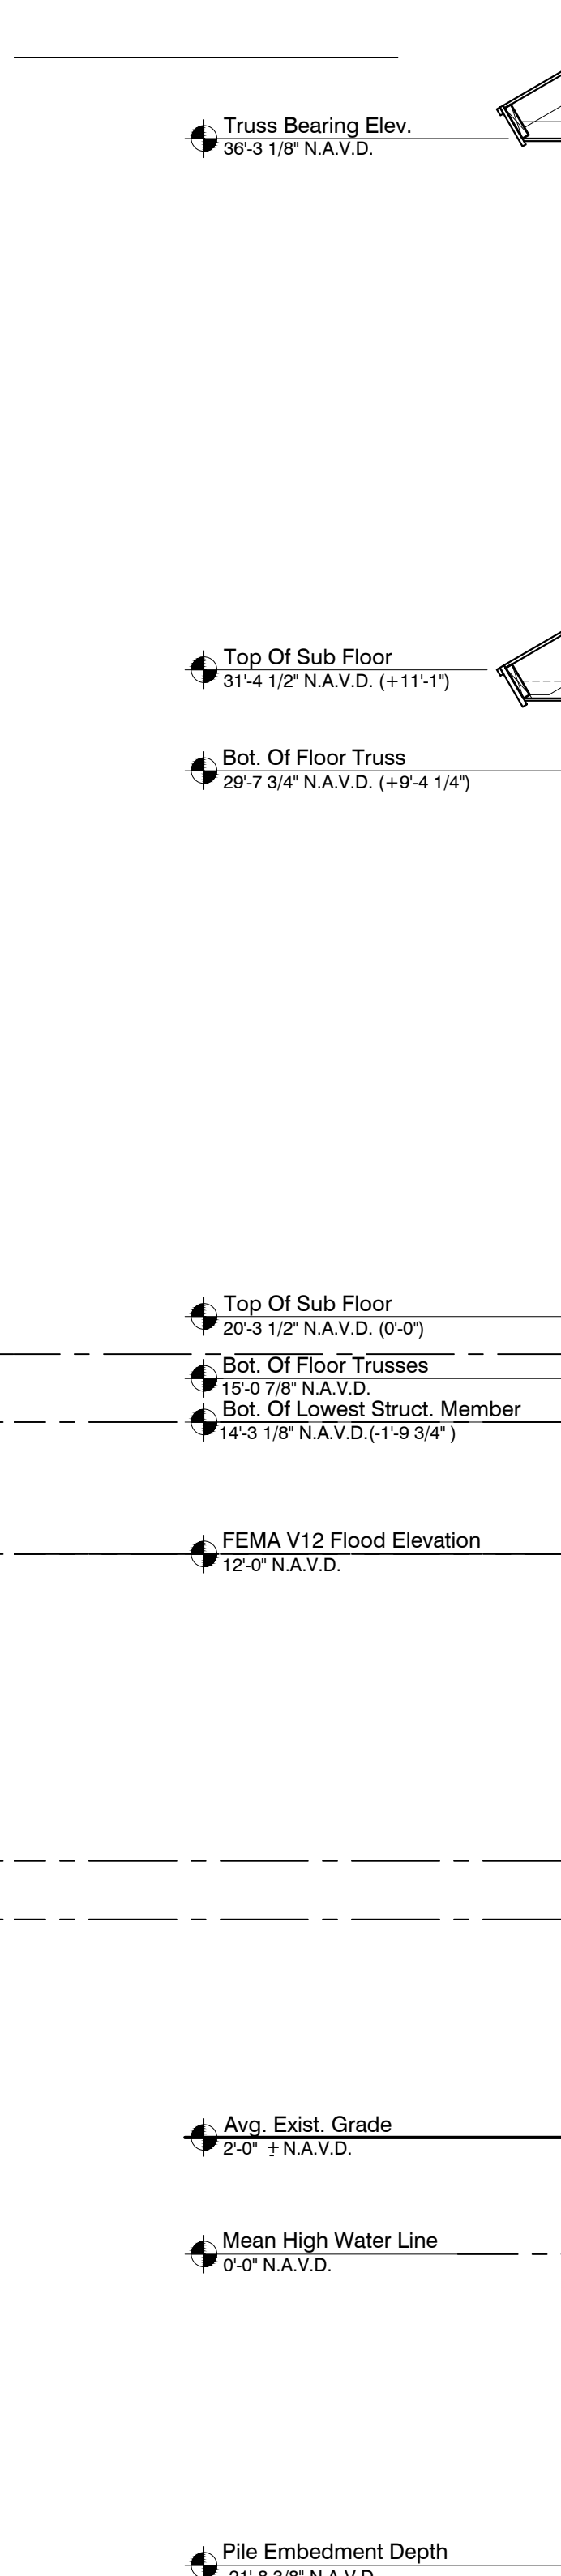 Truss Bearing Elev.
36'-3 1/8" N.A.V.D.
Top Of Sub Floor
31'-4 1/2" N.A.V.D. (+11'-1")
Bot. Of Floor Truss
29'-7 3/4" N.A.V.D. (+9'-4 1/4")
Top Of Sub Floor
20'-3 1/2" N.A.V.D. (0'-0")
Bot. Of Floor Trusses
15'-0 7/8" N.A.V.D.
Bot. Of Lowest Struct. Member
14'-3 1/8" N.A.V.D.(-1'-9 3/4" )
FEMA V12 Flood Elevation
12'-0" N.A.V.D.
Avg. Exist. Grade
2'-0" ± N.A.V.D.
Mean High Water Line
0'-0" N.A.V.D.
Pile Embedment Depth
-21'-8 3/8" N.A.V.D.